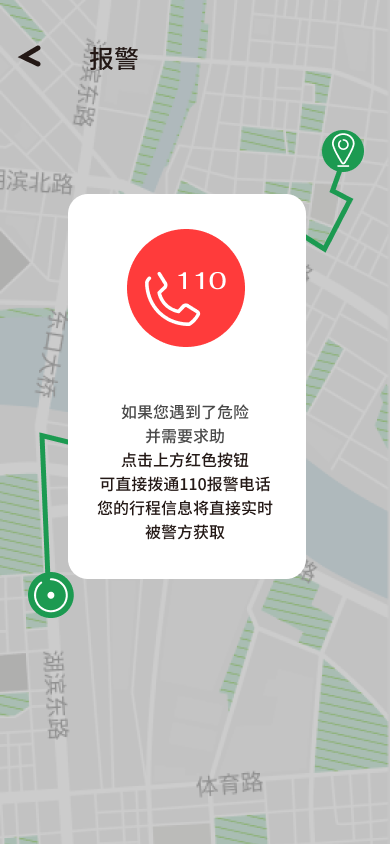 报警
湖滨东路
湖滨北路
110
东口大桥
如果您遇到了危险
并需要求助
点击上方红色按钮
可直接拨通110报警电话
您的行程信息将直接实时
被警方获取
湖滨东路
体育路